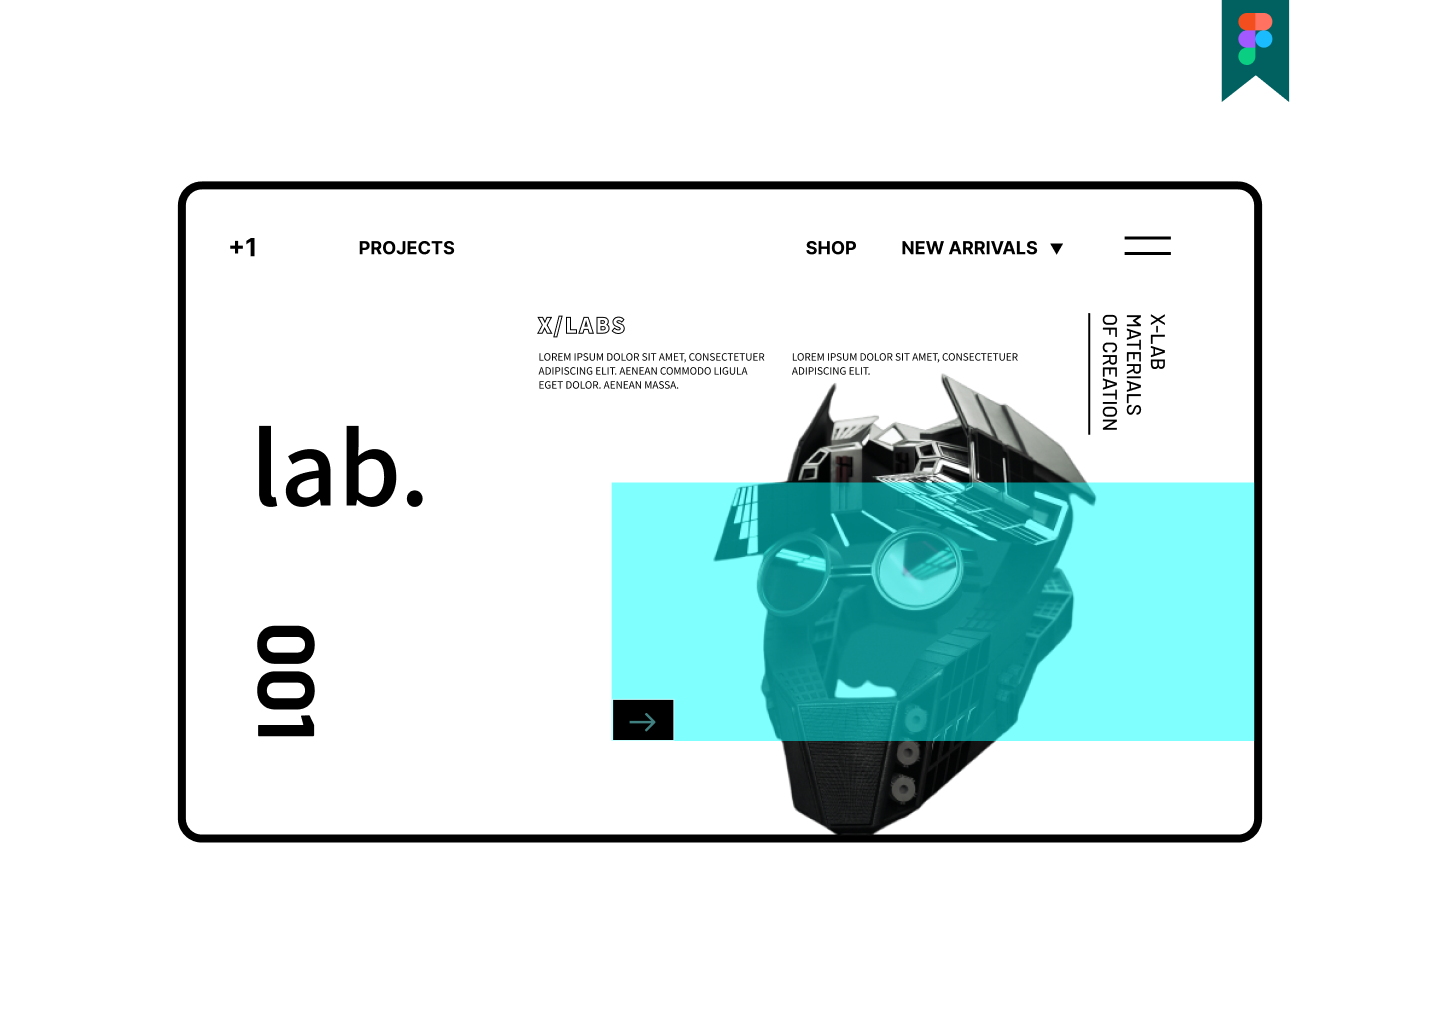 +1
PROJECTS
SHOP
NEW ARRIVALS
X/LABS
LOREM IPSUM DOLOR SIT AMET, CONSECTETUER
ADIPISCING ELIT. AENEAN COMMODO LIGULA
EGET DOLOR. AENEAN MASSA.
LOREM IPSUM DOLOR SIT AMET, CONSECTETUER
ADIPISCING ELIT.
X-LAB
MATERIALS
OF CREATION
lab.
001